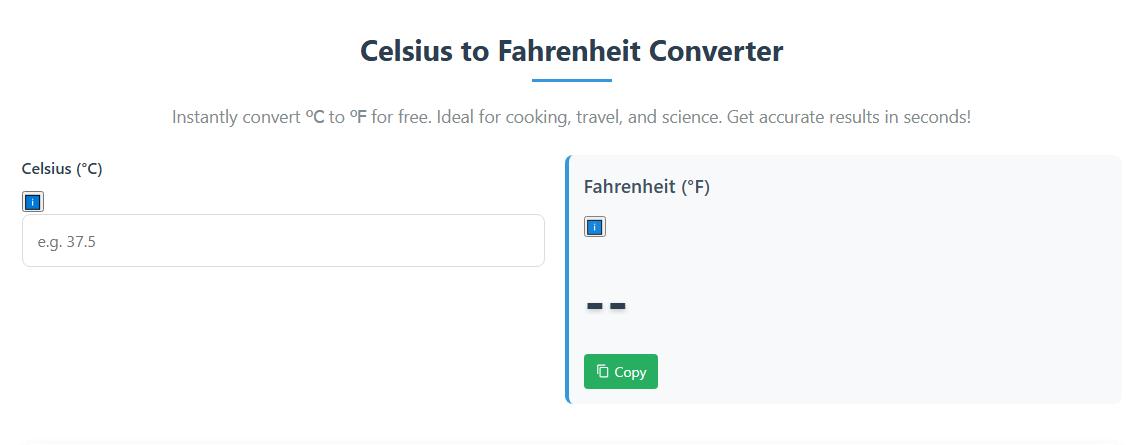 Celsius to Fahrenheit Converter
Instantly convert ºC to ºF for free. Ideal for cooking, travel, and science. Get accurate results in seconds!
Celsius (°C)
i
e.g. 37.5
Fahrenheit (°F)
i
--
Copy